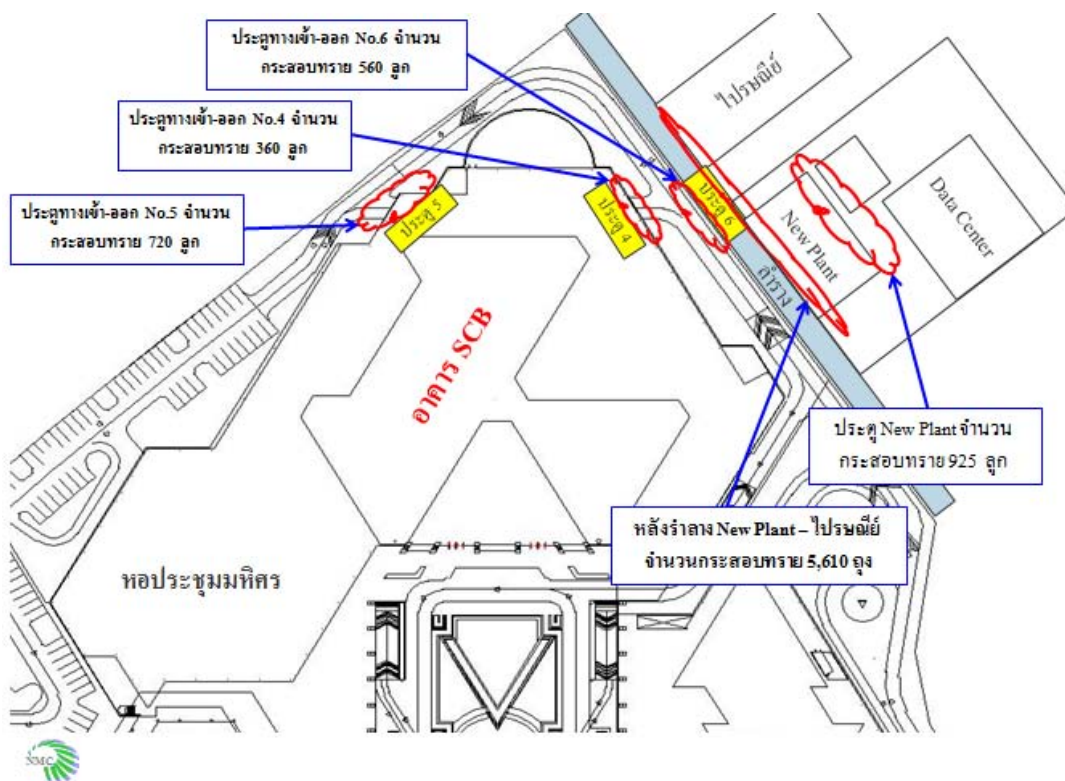 ประตูทางเข้า-ออก No.6 จำนวน
กระสอบทราย 560 ลูก
ประตูทางเข้า-ออก No.4 จำนวน
กระสอบทราย 360 ลูก
ประตูทางเข้า-ออก No.5 จำนวน
กระสอบทราย 720 ลูก
ไปรษณีย์
Data Center
New Plant
ประตู 6
ประตู 5
ประตู 4
ลำราง
อาคาร SCB
ประตู New Plant จำนวน
กระสอบทราย 925 ลูก
หลังรำลาง New Plant – ไปรษณีย์
จำนวนกระสอบทราย 5,610 ถุง
หอประชุมมหิศร
NMC